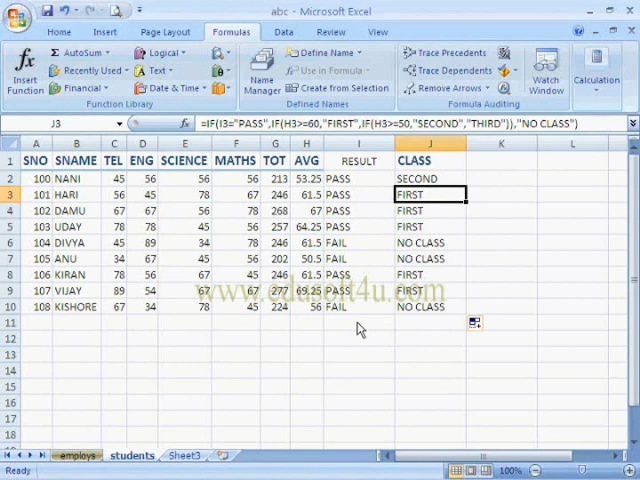 abc - Microsoft Excel
Home Insert Page Layout Formulas Data Review View
fx Insert Function
Σ AutoSum
Recently Used
Financial
Logical
Text
Date & Time
Function Library
Name Manager
Define Name
Use in Formula
Create from Selection
Defined Names
Trace Precedents
Trace Dependents
Remove Arrows
Formula Auditing
Watch Window
Calculation
J3 fx =IF(I3="PASS",IF(H3>=60,"FIRST",IF(H3>=50,"SECOND","THIRD")),"NO CLASS")
A B C D E F G H I J K L
1 SNO SNAME TEL ENG SCIENCE MATHS TOT AVG RESULT CLASS
2 100 NANI 45 56 56 56 213 53.25 PASS SECOND
3 101 HARI 56 45 78 67 246 61.5 PASS FIRST
4 102 DAMU 67 67 56 78 268 67 PASS FIRST
5 103 UDAY 78 78 56 45 257 64.25 PASS FIRST
6 104 DIVYA 45 89 34 78 246 61.5 FAIL NO CLASS
7 105 ANU 34 67 45 56 202 50.5 FAIL NO CLASS
8 106 KIRAN 78 56 67 45 246 61.5 PASS FIRST
9 107 VIJAY 89 54 67 67 277 69.25 PASS FIRST
10 108 KISHORE 67 34 78 45 224 56 FAIL NO CLASS
www.edusoft4u.com
11
12
13
14
15
16
17
18
employs students Sheet3
Ready 100%